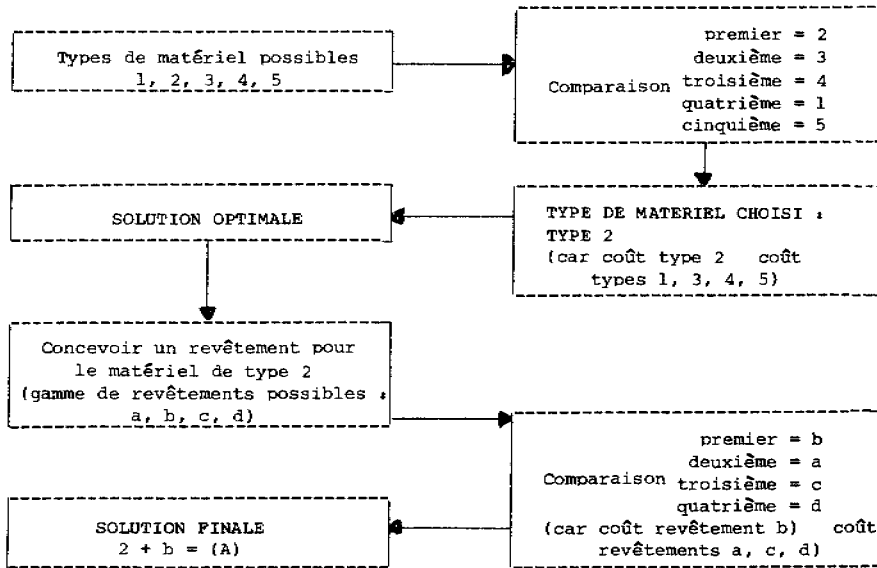 Types de matériel possibles
1, 2, 3, 4, 5
premier = 2
deuxième = 3
Comparaison troisième = 4
quatrième = 1
cinquième = 5
SOLUTION OPTIMALE
TYPE DE MATERIEL CHOISI :
TYPE 2
(car coût type 2 coût
types 1, 3, 4, 5)
Concevoir un revêtement pour
le matériel de type 2
(gamme de revêtements possibles :
a, b, c, d)
premier = b
deuxième = a
Comparaison troisième = c
quatrième = d
(car coût revêtement b) coût
revêtements a, c, d)
SOLUTION FINALE
2 + b = (A)